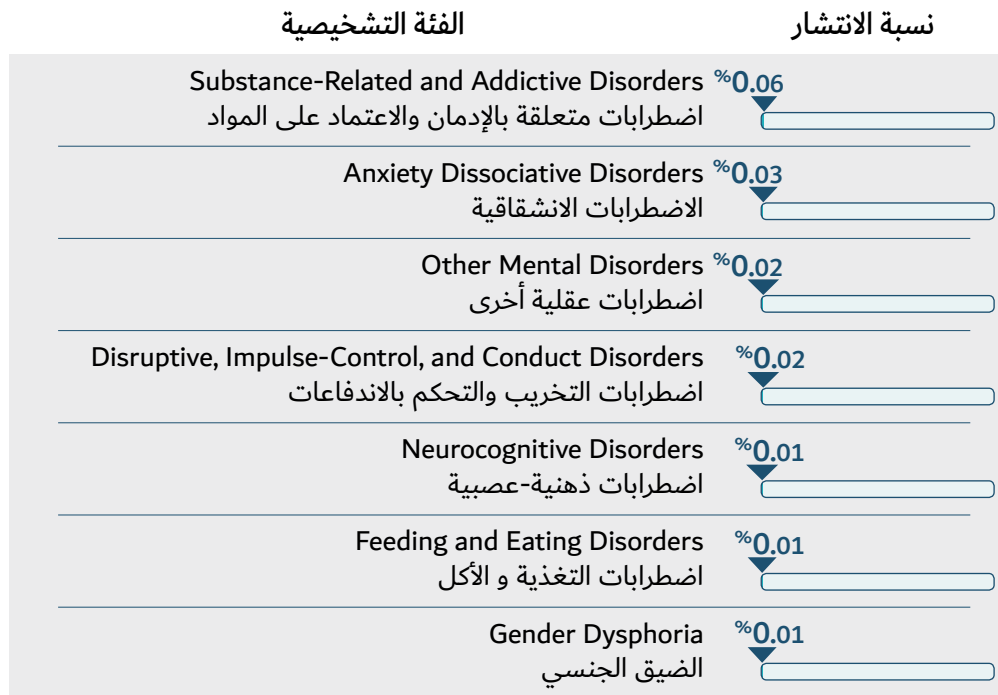 نسبة الانتشار
الفئة التشخيصية
%0.06
Substance-Related and Addictive Disorders
اضطرابات متعلقة بالإدمان والاعتماد على المواد
%0.03
Anxiety Dissociative Disorders
الاضطرابات الانشقاقية
%0.02
Other Mental Disorders
اضطرابات عقلية أخرى
%0.02
Disruptive, Impulse-Control, and Conduct Disorders
اضطرابات التخريب والتحكم بالاندفاعات
%0.01
Neurocognitive Disorders
اضطرابات ذهنية-عصبية
%0.01
Feeding and Eating Disorders
اضطرابات التغذية و الأكل
%0.01
Gender Dysphoria
الضيق الجنسي